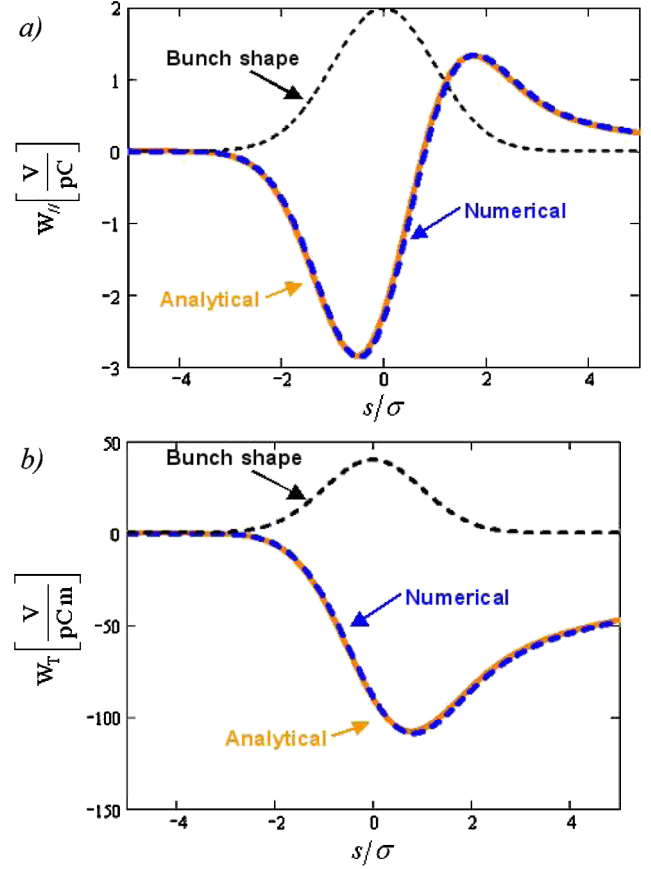 a)
2
Bunch shape
1
0
W// [V/pC]
-1
Numerical
Analytical
-2
-3
-4 -2 0 2 4
s/σ
b)
50
Bunch shape
0
W_T [V/pC m]
Numerical
-50
Analytical
-100
-150
-4 -2 0 2 4
s/σ